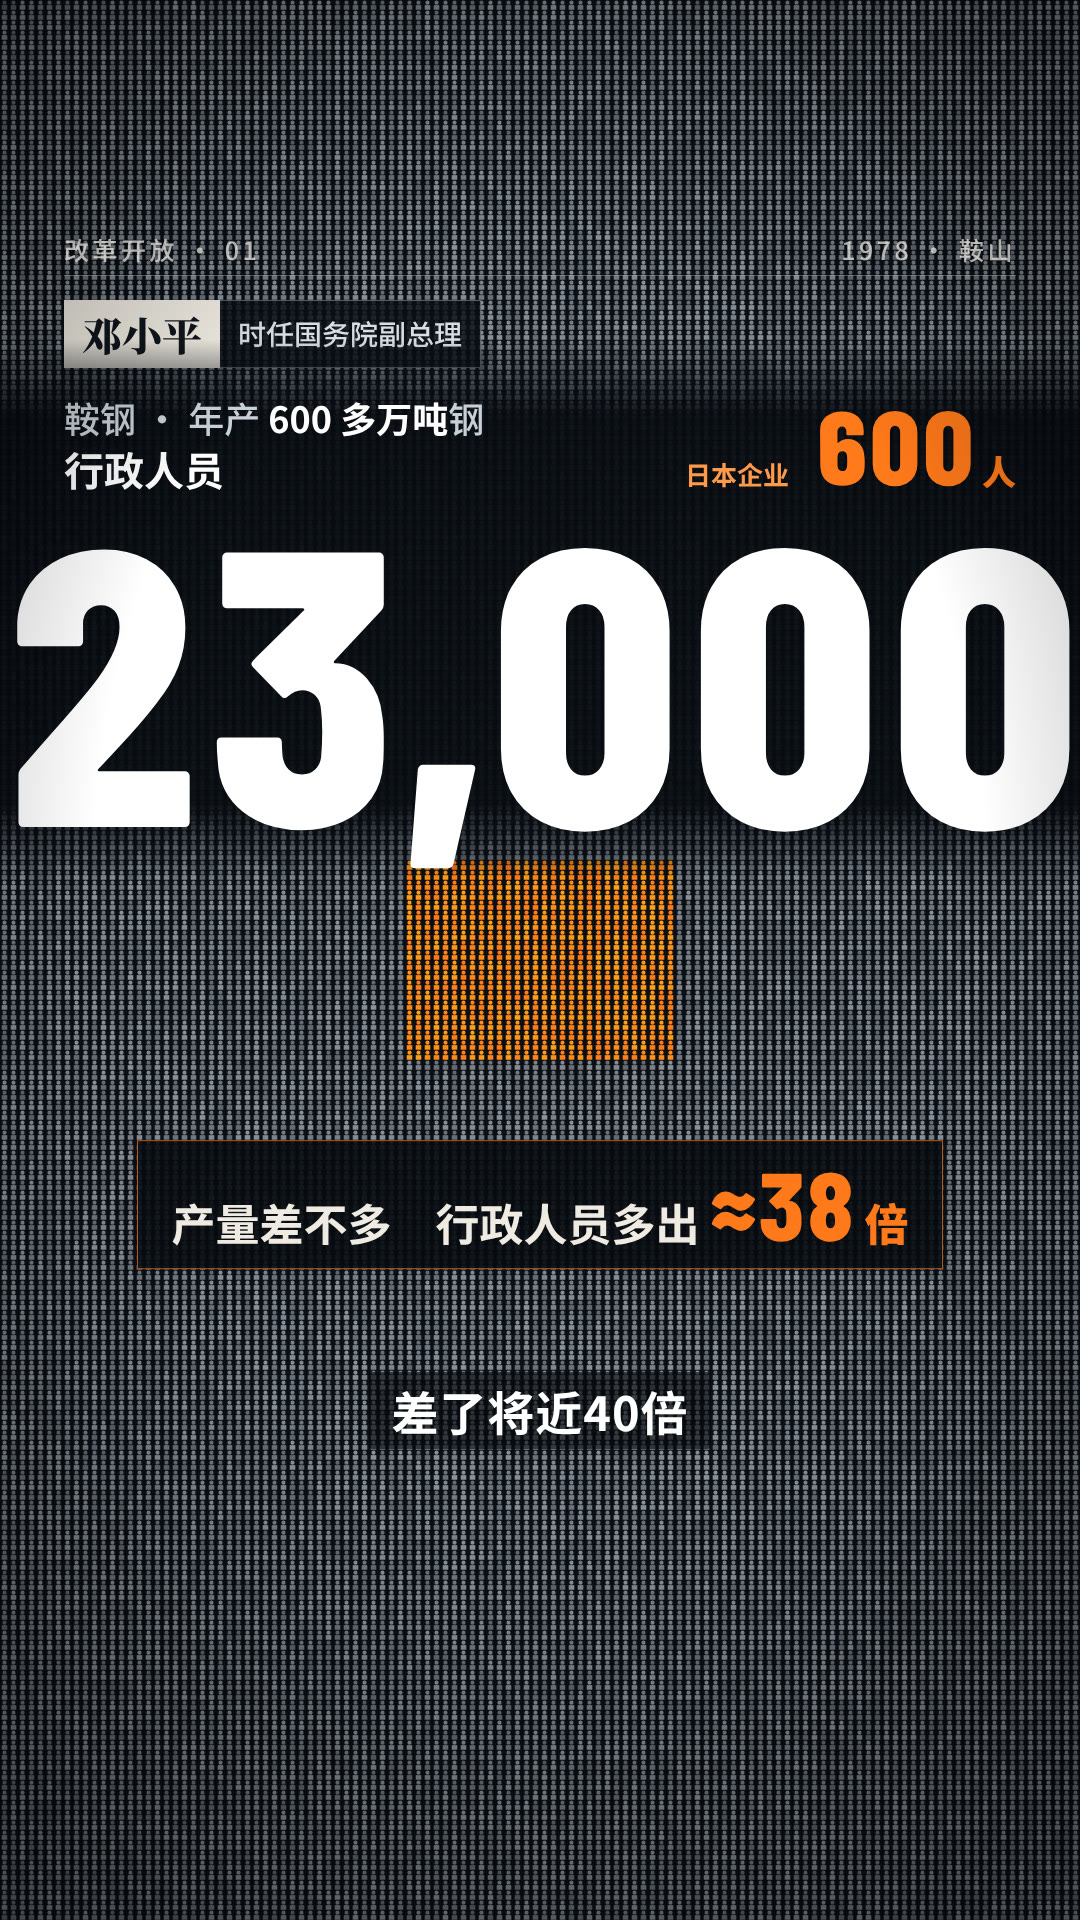 改革开放 · 01
1978 · 鞍山
邓小平 时任国务院副总理
鞍钢 · 年产 600 多万吨钢
行政人员
日本企业 600 人
23,000
产量差不多 行政人员多出 ≈38 倍
差了将近40倍